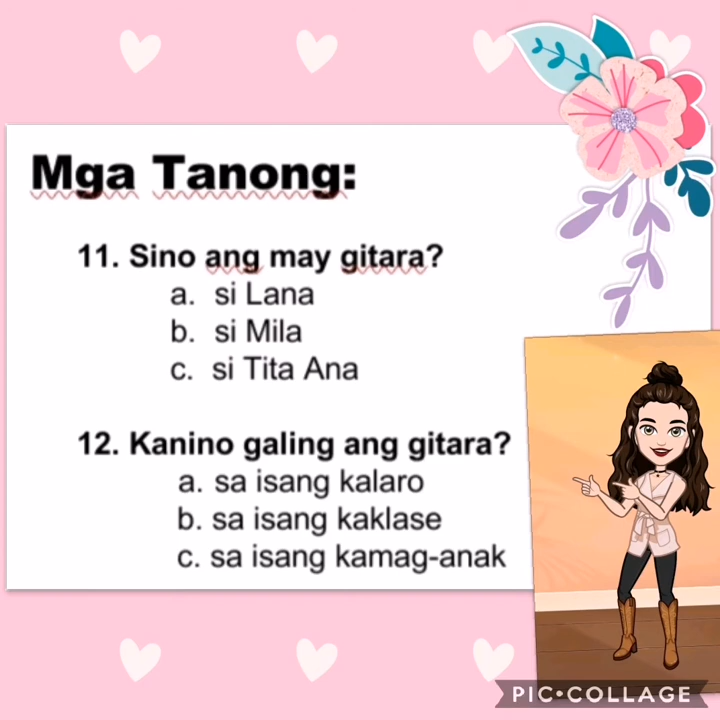 Mga Tanong:
11. Sino ang may gitara?
a. si Lana
b. si Mila
c. si Tita Ana
12. Kanino galing ang gitara?
a. sa isang kalaro
b. sa isang kaklase
c. sa isang kamag-anak
PIC•COLLAGE